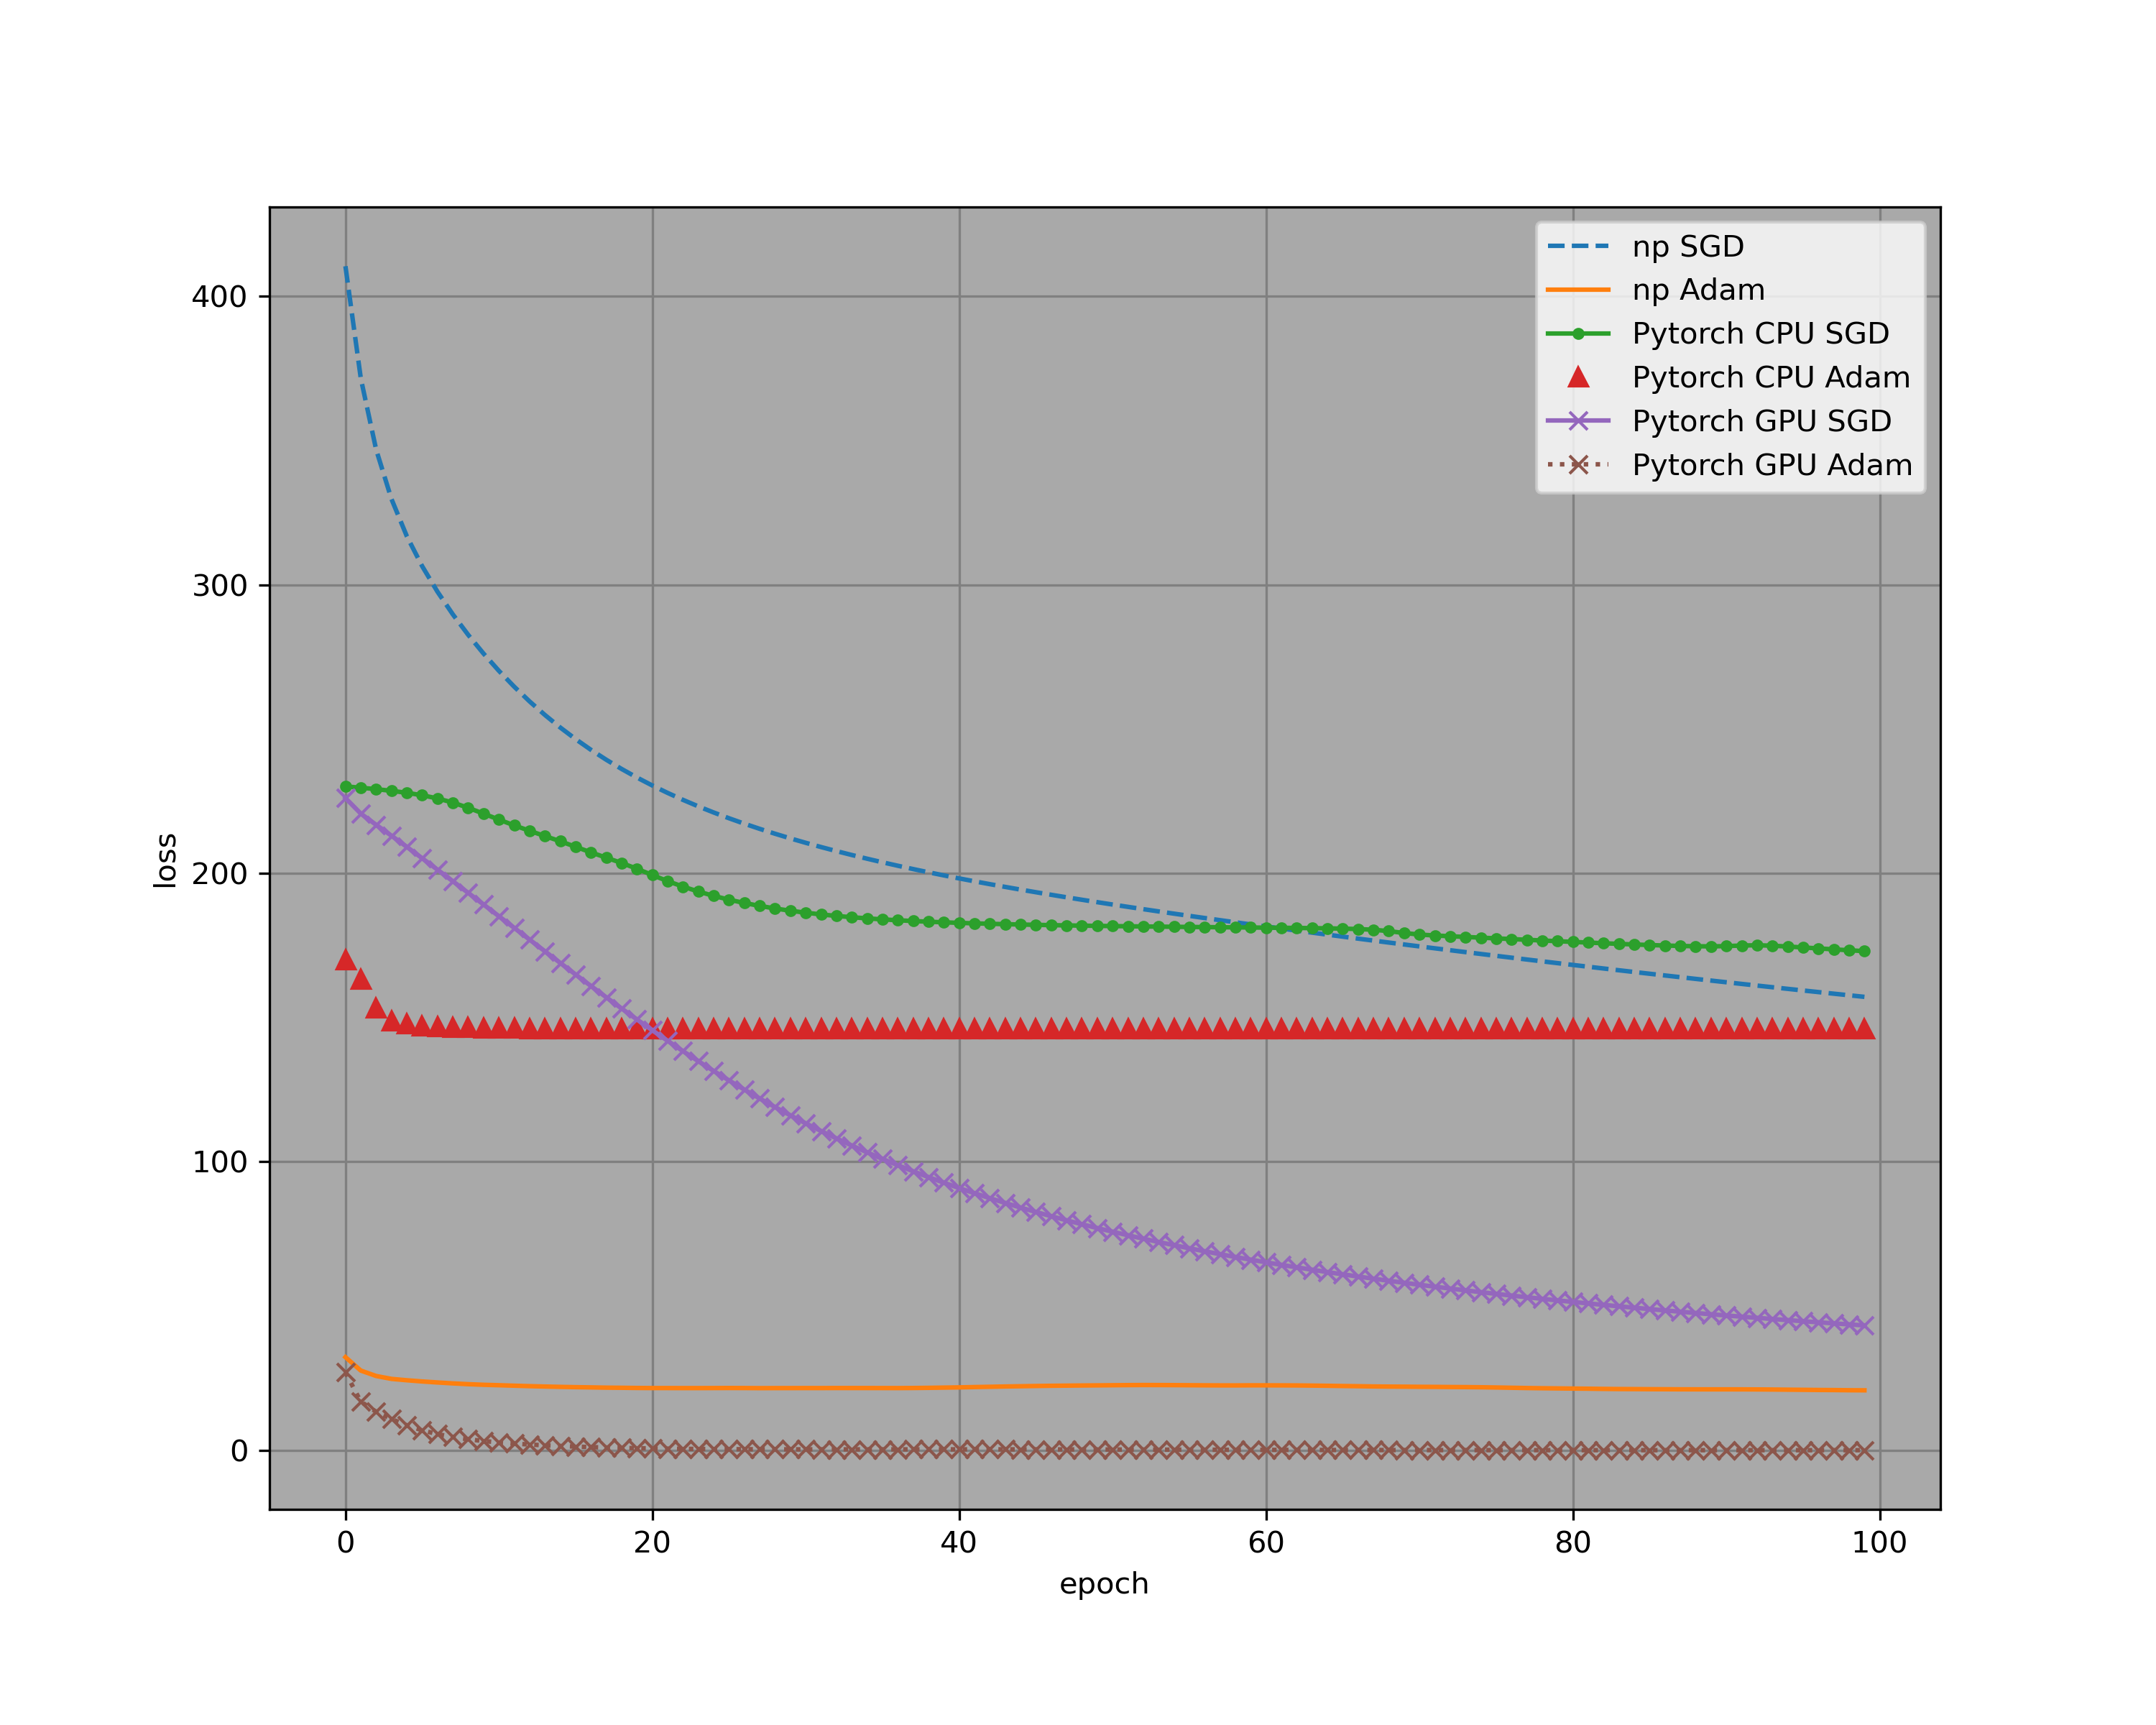 np SGD
np Adam
Pytorch CPU SGD
Pytorch CPU Adam
Pytorch GPU SGD
Pytorch GPU Adam
400
300
200
100
0
loss
0 20 40 60 80 100
epoch